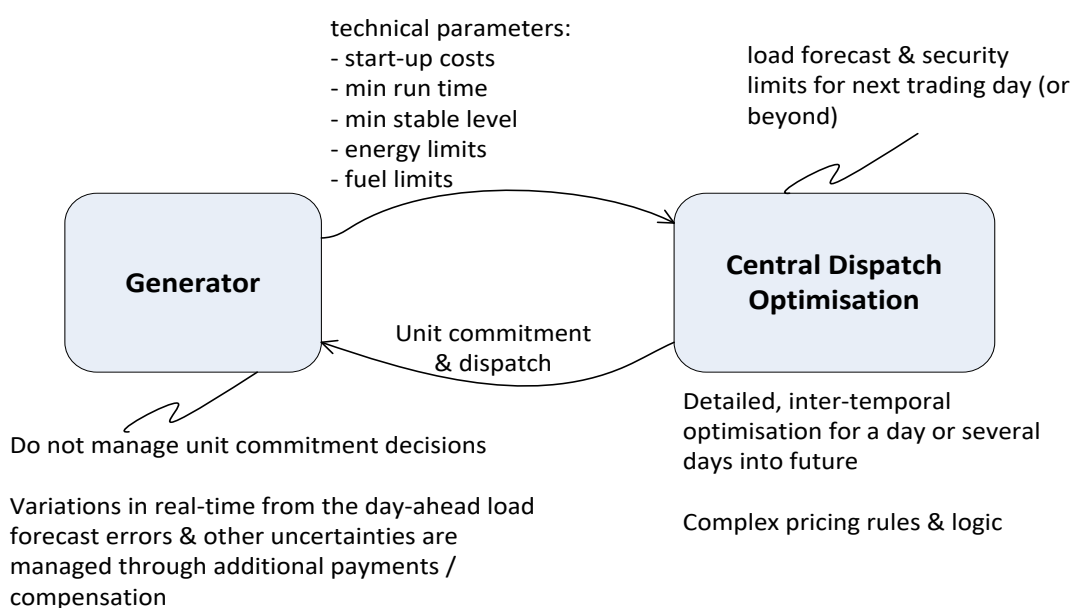 technical parameters:
- start-up costs
- min run time
- min stable level
- energy limits
- fuel limits
load forecast & security
limits for next trading day (or
beyond)
Generator
Central Dispatch
Optimisation
Unit commitment
& dispatch
Do not manage unit commitment decisions
Variations in real-time from the day-ahead load
forecast errors & other uncertainties are
managed through additional payments /
compensation
Detailed, inter-temporal
optimisation for a day or several
days into future
Complex pricing rules & logic